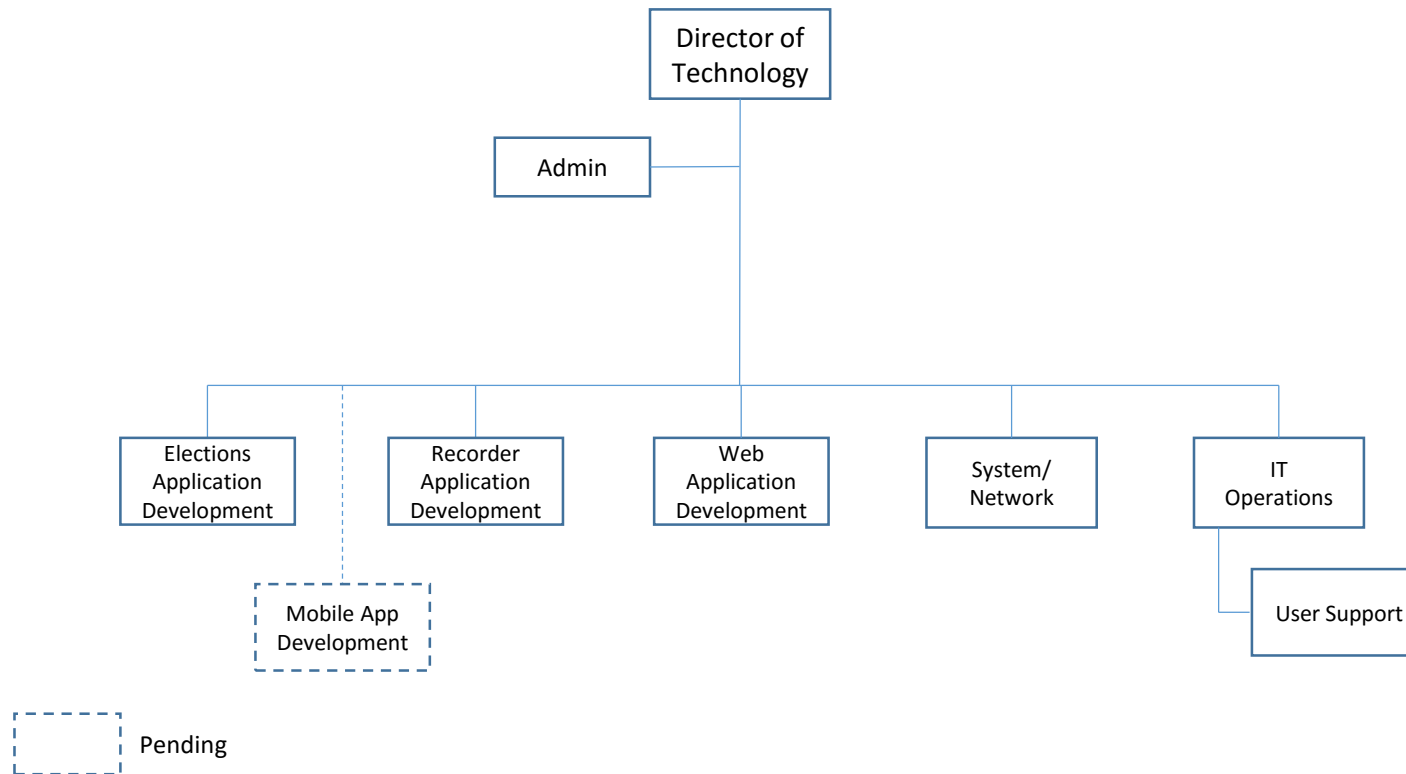 Director of
Technology
Admin
Elections
Application
Development
Recorder
Application
Development
Web
Application
Development
System/
Network
IT
Operations
Mobile App
Development
User Support
Pending